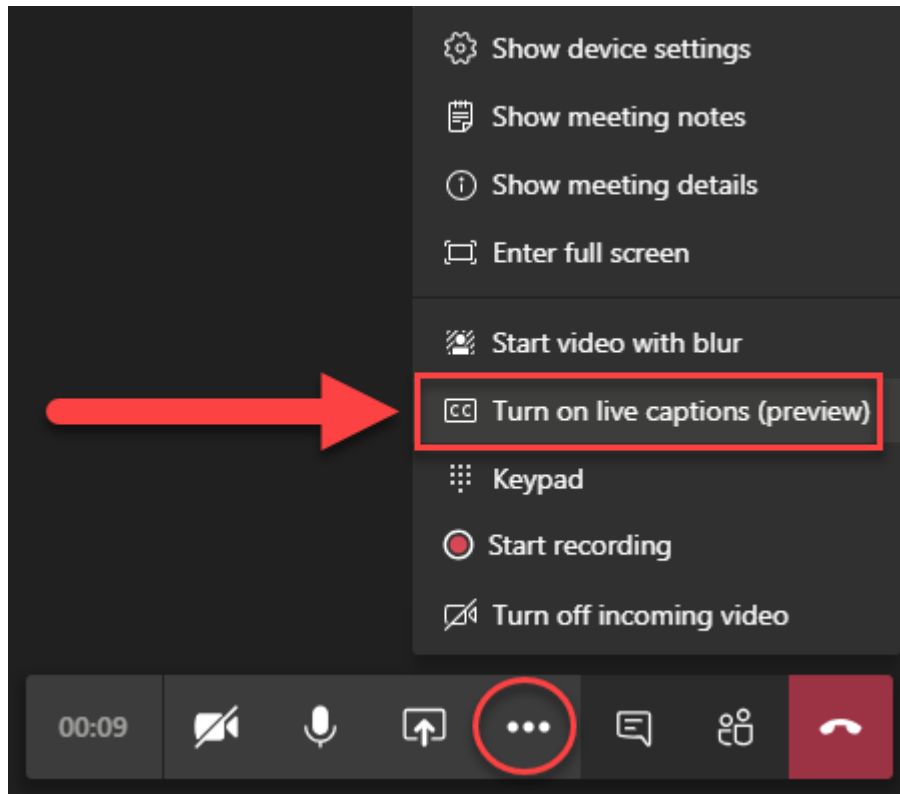 Show device settings
Show meeting notes
Show meeting details
Enter full screen
Start video with blur
CC Turn on live captions (preview)
Keypad
Start recording
Turn off incoming video
00:09